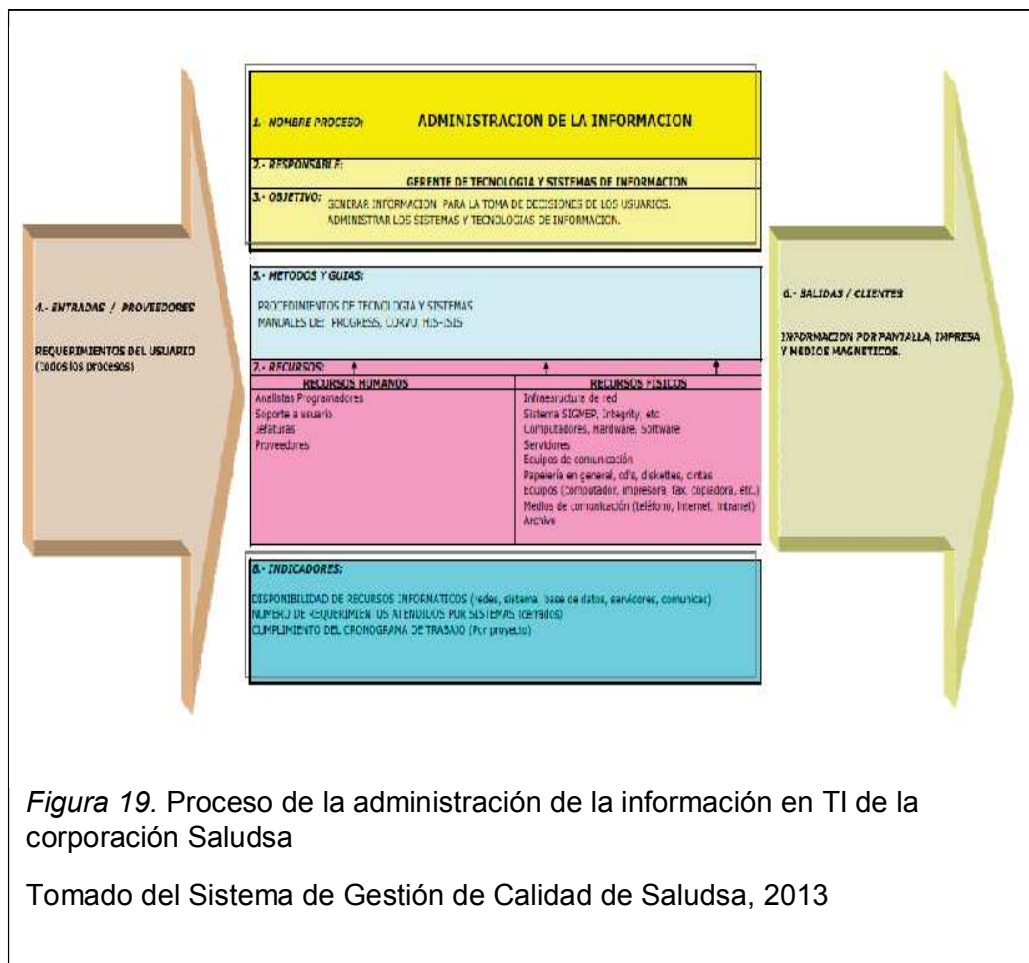 1.- NOMBRE PROCESO: ADMINISTRACION DE LA INFORMACION
2.- RESPONSABLE:
GERENTE DE TECNOLOGIA Y SISTEMAS DE INFORMACION
3.- OBJETIVO: GENERAR INFORMACION PARA LA TOMA DE DECISIONES DE LOS USUARIOS.
ADMINISTRAR LOS SISTEMAS Y TECNOLOGIAS DE INFORMACION.
4.- ENTRADAS / PROVEEDORES
REQUERIMIENTOS DEL USUARIO
(todos los procesos)
5.- METODOS Y GUIAS:
PROCEDIMIENTOS DE TECNOLOGIA Y SISTEMAS
MANUALES DE: PROGRESS, HIS-ISIS
6.- SALIDAS / CLIENTES
INFORMACION POR PANTALLA, IMPRESA
Y MEDIOS MAGNETICOS.
7.- RECURSOS:
RECURSOS HUMANOS
Analistas Programadores
Soporte a usuario
Jefaturas
Proveedores
RECURSOS FÍSICOS
Infraesructura de red
Sistema SIGMEP, Integrity, etc
Computadores, Hardware, Software
Servidores
Equipos de comunicación
Papelería en general, cd's, diskettes, cintas
Equipos (computador, impresora, fax, copiadora, etc.)
Medios de comunicación (teléfono, Internet, Intranet)
Archivo
8.- INDICADORES:
DISPONIBILIDAD DE RECURSOS INFORMATICOS (redes, sistema, base de datos, servidores, comunicac)
NUMERO DE REQUERIMIENTOS ATENDIDOS POR SISTEMAS (cerrados)
CUMPLIMIENTO DEL CRONOGRAMA DE TRABAJO (Por proyecto)
Figura 19. Proceso de la administración de la información en TI de la
corporación Saludsa
Tomado del Sistema de Gestión de Calidad de Saludsa, 2013